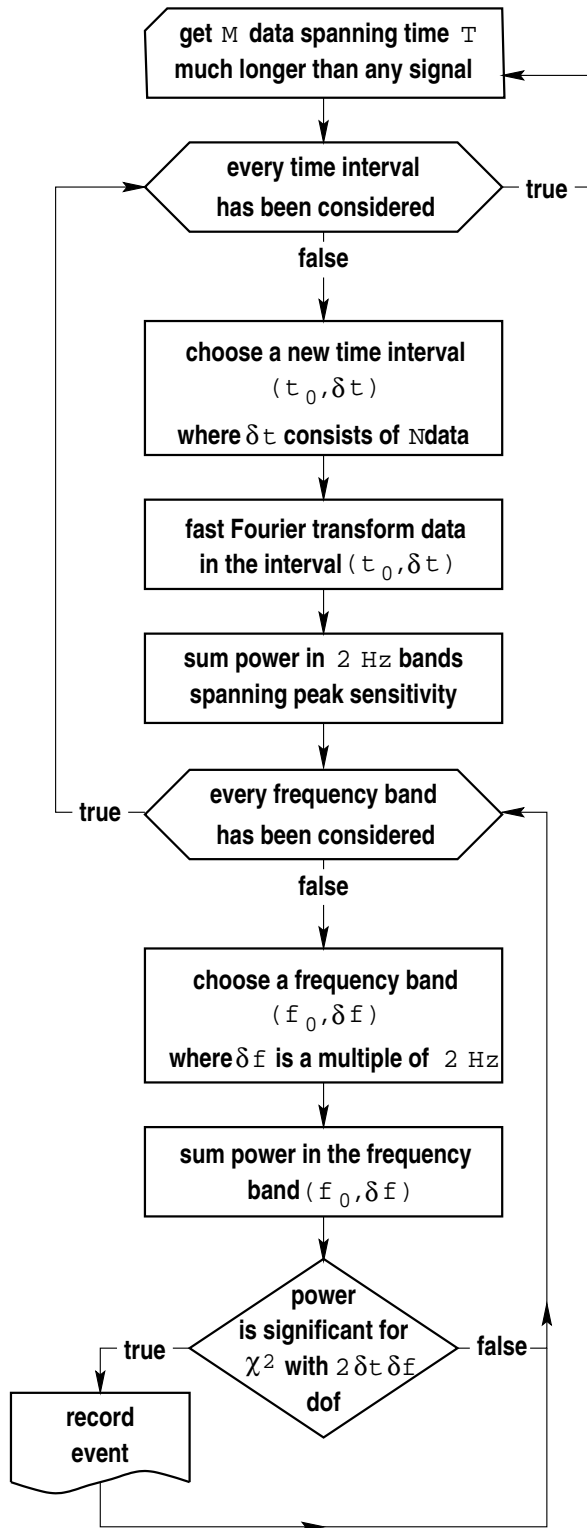 get M data spanning time T
much longer than any signal
every time interval
has been considered
true
false
choose a new time interval
(t₀,δt)
where δt consists of N data
fast Fourier transform data
in the interval (t₀,δt)
sum power in 2 Hz bands
spanning peak sensitivity
every frequency band
has been considered
true
false
choose a frequency band
(f₀,δf)
where δf is a multiple of 2 Hz
sum power in the frequency
band (f₀,δf)
power
is significant for
χ² with 2δtδf
dof
true
false
record
event